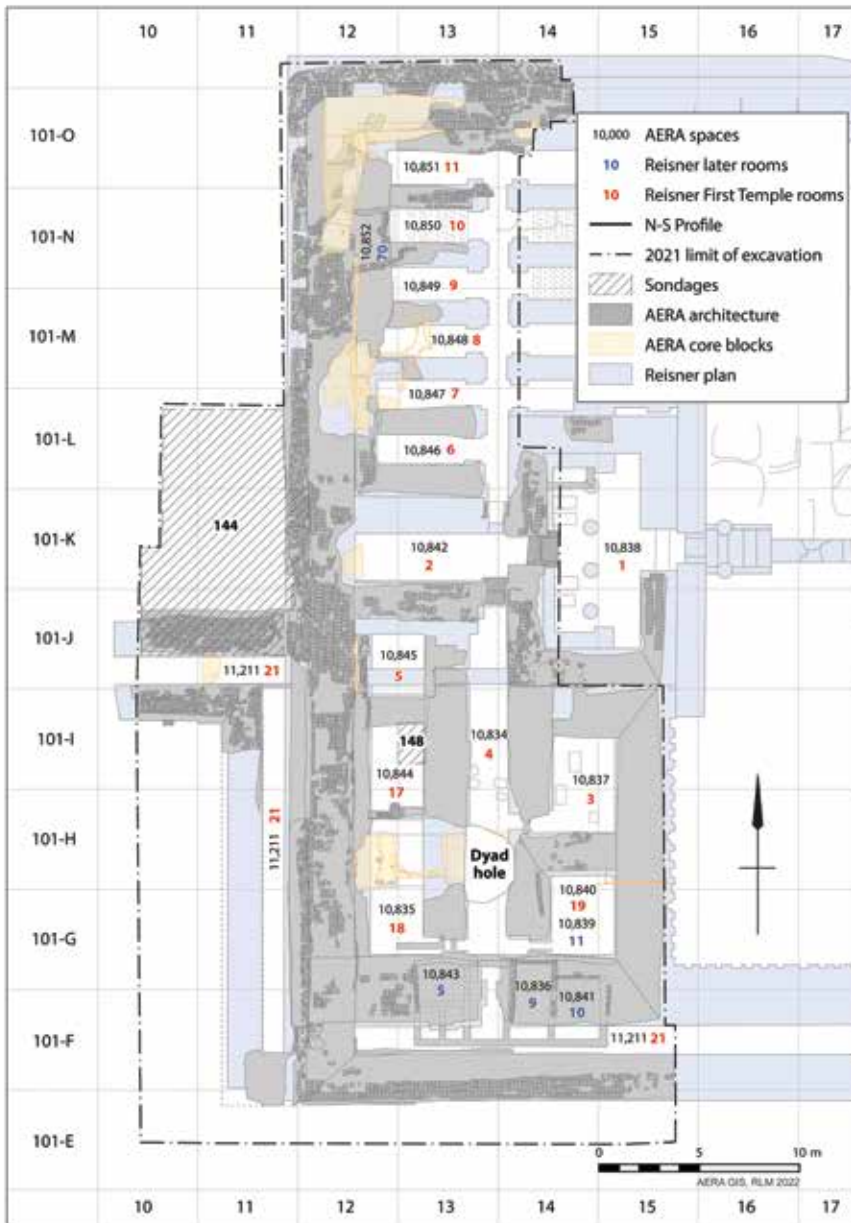 10 11 12 13 14 15 16 17
101-O
101-N
101-M
101-L
101-K
101-J
101-I
101-H
101-G
101-F
101-E
10,000 AERA spaces
10 Reisner later rooms
10 Reisner First Temple rooms
N-S Profile
2021 limit of excavation
Sondages
AERA architecture
AERA core blocks
Reisner plan
10,851 11
10,850 10
10,852
70
10,849 9
10,848 8
10,847 7
10,846 6
144
10,842
2
10,838
1
10,845
5
11,211 21
148
10,834
4
10,844
17
10,837
3
11,211 21
Dyad
hole
10,840
19
10,839
11
10,835
18
10,843
5
10,836
9
10,841
10
11,211 21
0 5 10 m
AERA GIS, RLM 2022
10 11 12 13 14 15 16 17